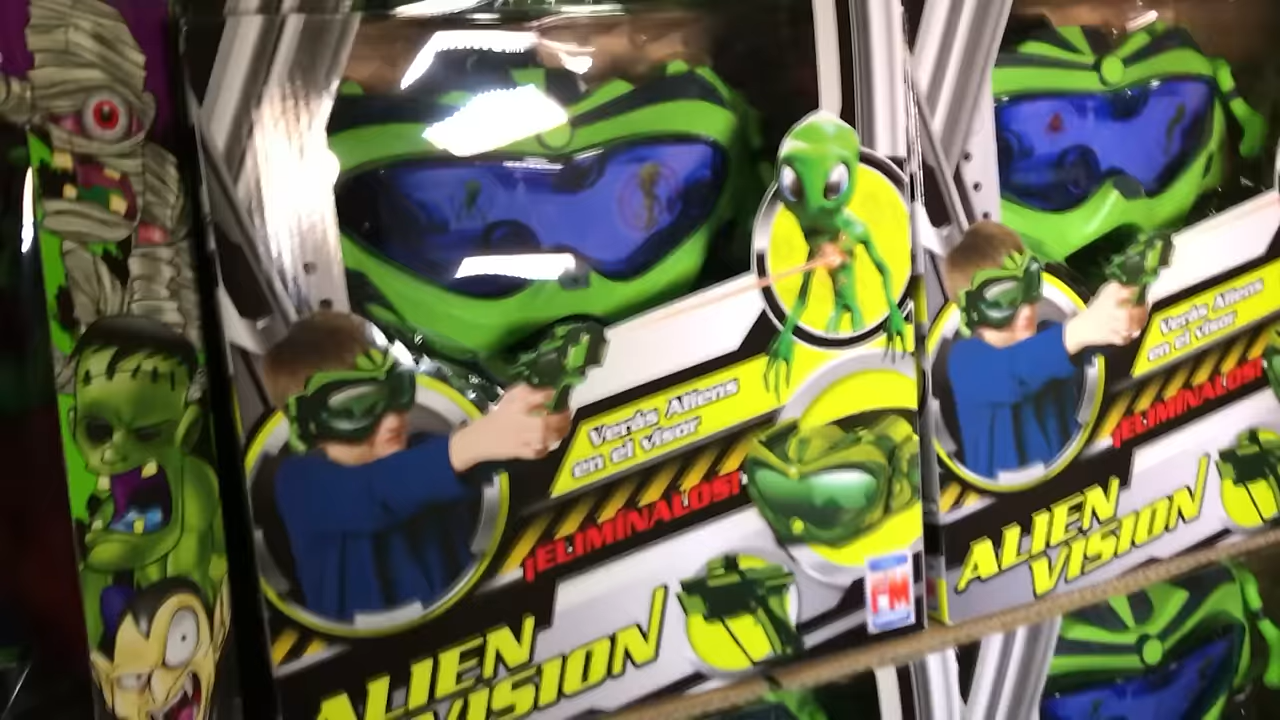 Verás Aliens
en el visor
¡ELIMÍNALOS!
ALIEN
VISION
FM
Verás Aliens
en el visor
¡ELIMÍNALOS!
ALIEN
VISION